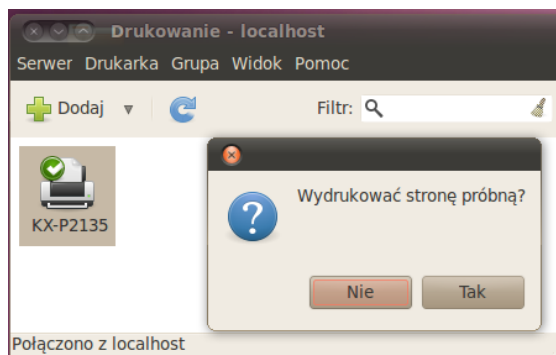 Drukowanie - localhost
Serwer Drukarka Grupa Widok Pomoc
Dodaj Filtr:
KX-P2135
Wydrukować stronę próbną?
Nie Tak
Połączono z localhost